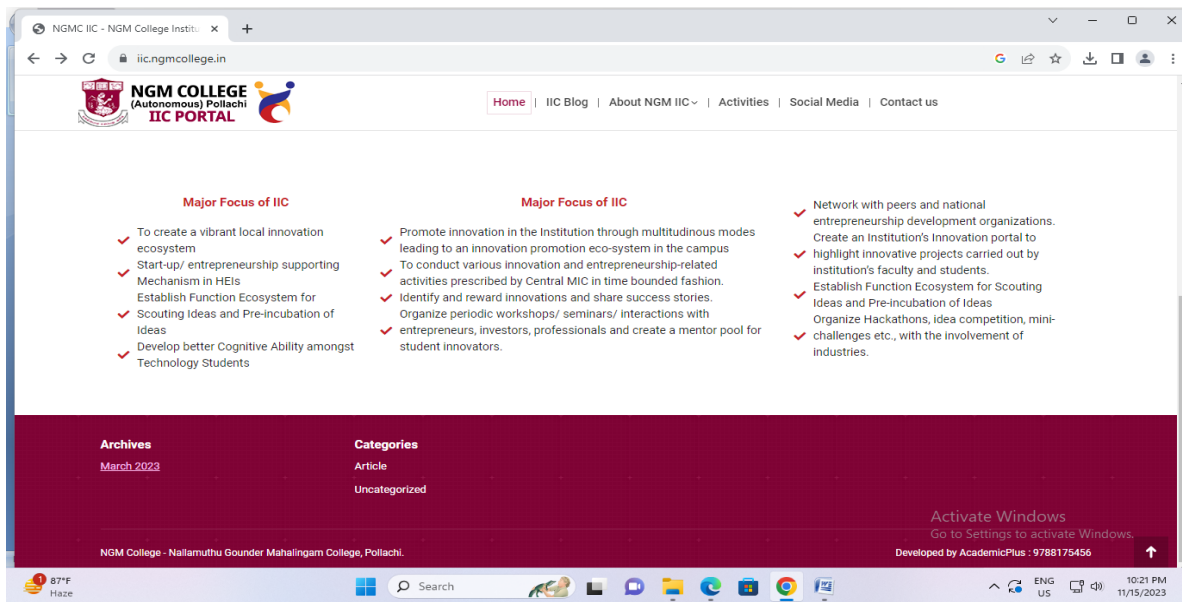 NGMC IIC - NGM College Institu
iic.ngmcollege.in
G
NGM COLLEGE
(Autonomous) Pollachi
IIC PORTAL
Home | IIC Blog | About NGM IIC | Activities | Social Media | Contact us
Major Focus of IIC
To create a vibrant local innovation
ecosystem
Start-up/ entrepreneurship supporting
Mechanism in HEIs
Establish Function Ecosystem for
Scouting Ideas and Pre-incubation of
Ideas
Develop better Cognitive Ability amongst
Technology Students
Major Focus of IIC
Promote innovation in the Institution through multitudinous modes
leading to an innovation promotion eco-system in the campus
To conduct various innovation and entrepreneurship-related
activities prescribed by Central MIC in time bounded fashion.
Identify and reward innovations and share success stories.
Organize periodic workshops/ seminars/ interactions with
entrepreneurs, investors, professionals and create a mentor pool for
student innovators.
Network with peers and national
entrepreneurship development organizations.
Create an Institution's Innovation portal to
highlight innovative projects carried out by
institution's faculty and students.
Establish Function Ecosystem for Scouting
Ideas and Pre-incubation of Ideas
Organize Hackathons, idea competition, mini-
challenges etc., with the involvement of
industries.
Archives
March 2023
Categories
Article
Uncategorized
Activate Windows
Go to Settings to activate Windows.
NGM College - Nallamuthu Gounder Mahalingam College, Pollachi.
Developed by AcademicPlus : 9788175456
1
87°F
Haze
Search
ENG
US
10:21 PM
11/15/2023